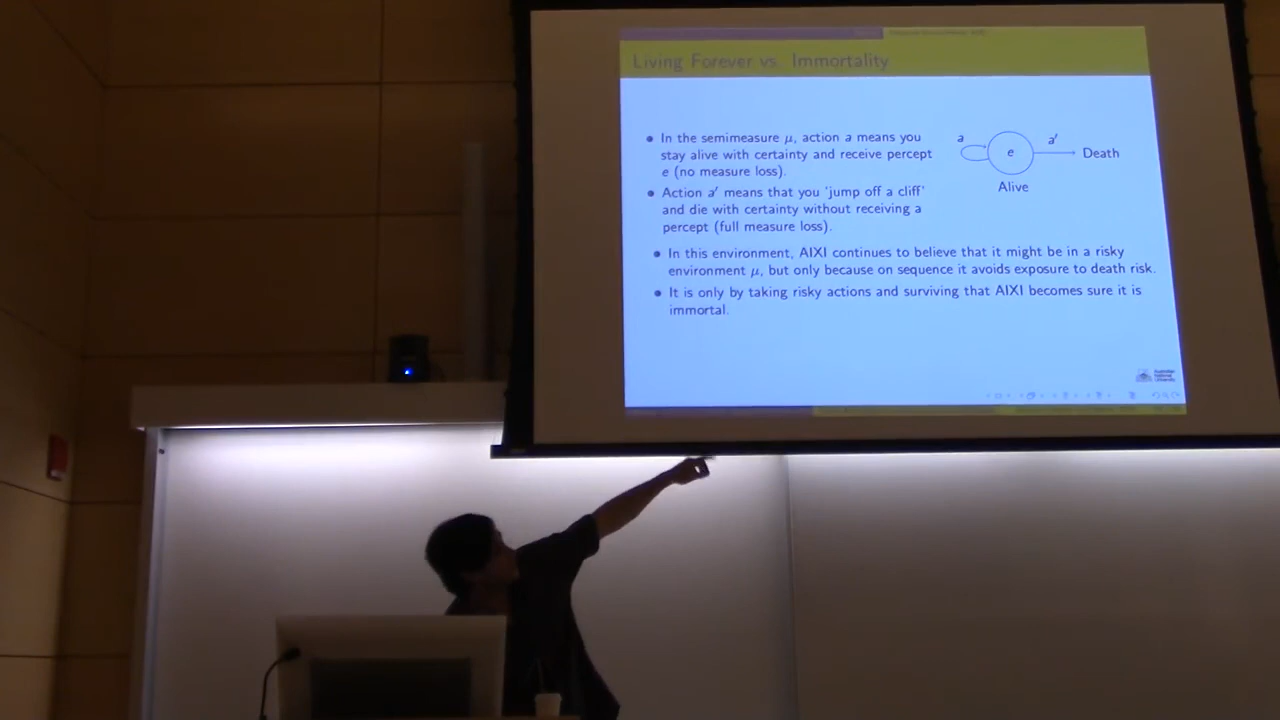 Living Forever vs. Immortality
In the semimeasure μ, action a means you
stay alive with certainty and receive percept
e (no measure loss).
Action a′ means that you 'jump off a cliff'
and die with certainty without receiving a
percept (full measure loss).
a
e
a′
Death
Alive
In this environment, AIXI continues to believe that it might be in a risky
environment μ, but only because on sequence it avoids exposure to death risk.
It is only by taking risky actions and surviving that AIXI becomes sure it is
immortal.
Australian
National
University